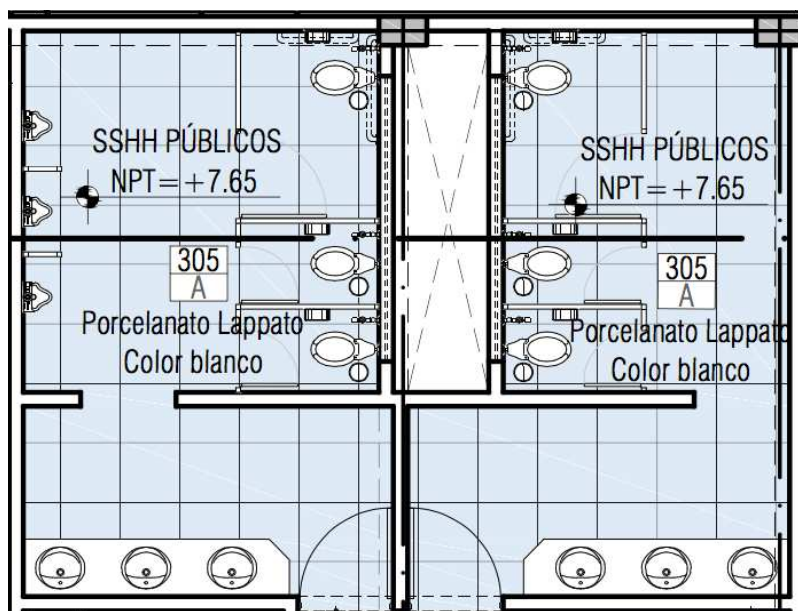 SSHH PÚBLICOS
NPT=+7.65
305
A
Porcelanato Lappato
Color blanco
SSHH PÚBLICOS
NPT=+7.65
305
A
Porcelanato Lappato
Color blanco